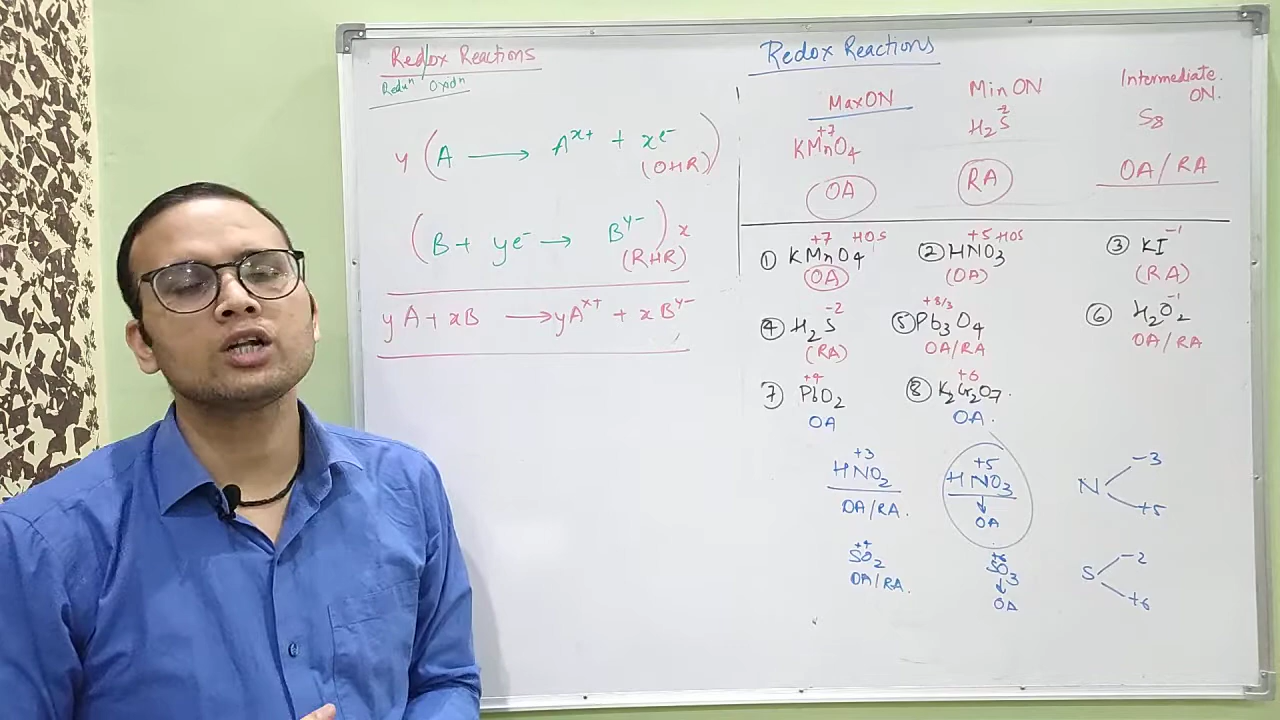 Redox Reactions
Reduⁿ Oxidⁿ
y (A ⟶ Aˣ⁺ + xe⁻)
(OHR)
(B + ye⁻ ⟶ Bʸ⁻) x
(RHR)
yA + xB ⟶ yAˣ⁺ + xBʸ⁻
Redox Reactions
Max ON
+7
KMnO₄
OA
Min ON
-2
H₂S
RA
Intermediate
ON.
S₈
OA/RA
+7 HOS
① KMnO₄
(OA)
+5 HOS
② HNO₃
(OA)
-1
③ KI
(RA)
-2
④ H₂S
(RA)
+8/3
⑤ Pb₃O₄
OA/RA
-1
⑥ H₂O₂
OA/RA
+4
⑦ PbO₂
OA
+6
⑧ K₂Cr₂O₇.
OA.
+3
HNO₂
OA/RA.
+5
HNO₃
↓
OA
N -3
+5
+4
SO₂
OA/RA.
+6
SO₃
↓
OA
S -2
+6